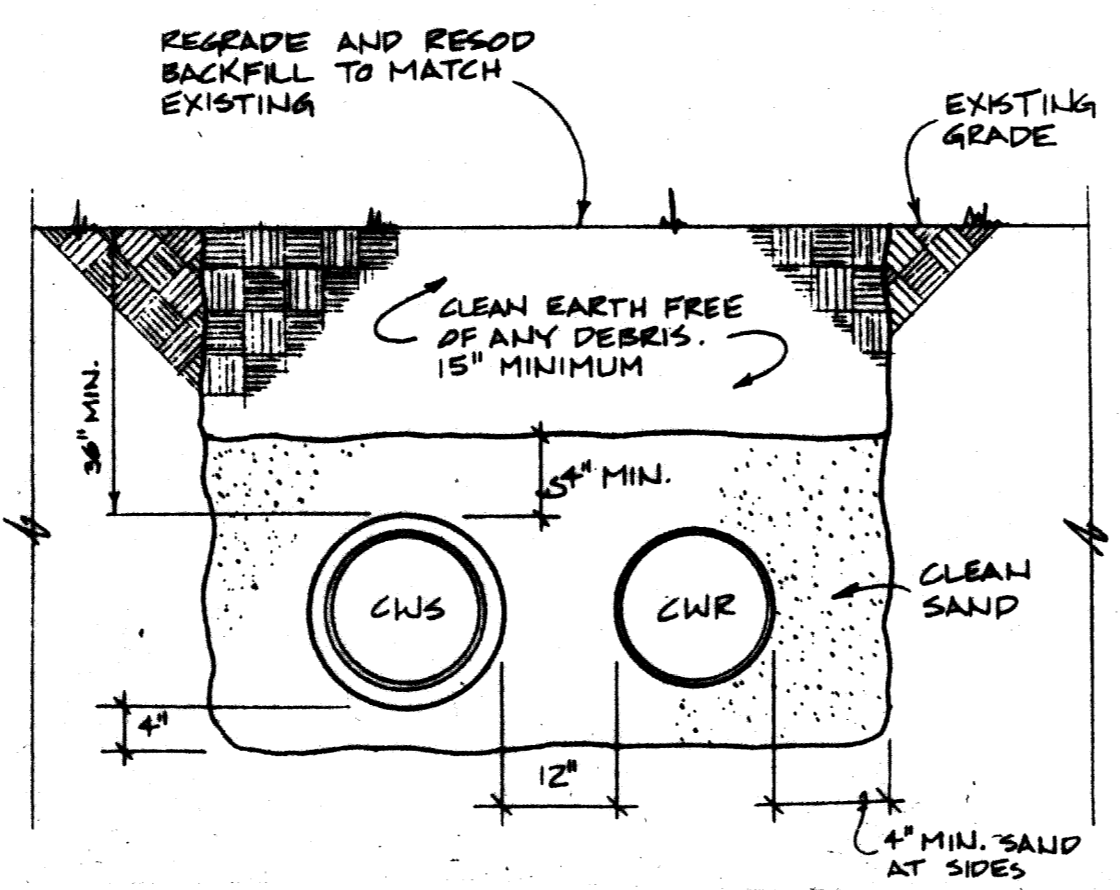 REGRADE AND RESOD
BACKFILL TO MATCH
EXISTING
EXISTING
GRADE
CLEAN EARTH FREE
OF ANY DEBRIS.
15" MINIMUM
36" MIN.
4" MIN.
CWS
CWR
CLEAN
SAND
4"
12"
4" MIN. SAND
AT SIDES